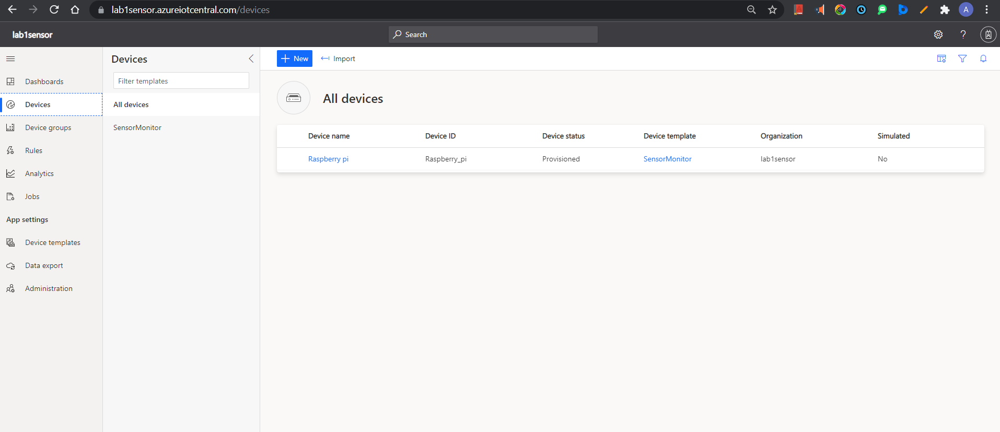 lab1sensor.azureiotcentral.com/devices
A
lab1sensor
Search
?
Devices
New
Import
Filter templates
Dashboards
Devices
Device groups
Rules
Analytics
Jobs
App settings
Device templates
Data export
Administration
All devices
SensorMonitor
All devices
Device name Device ID Device status Device template Organization Simulated
Raspberry pi Raspberry_pi Provisioned SensorMonitor lab1sensor No